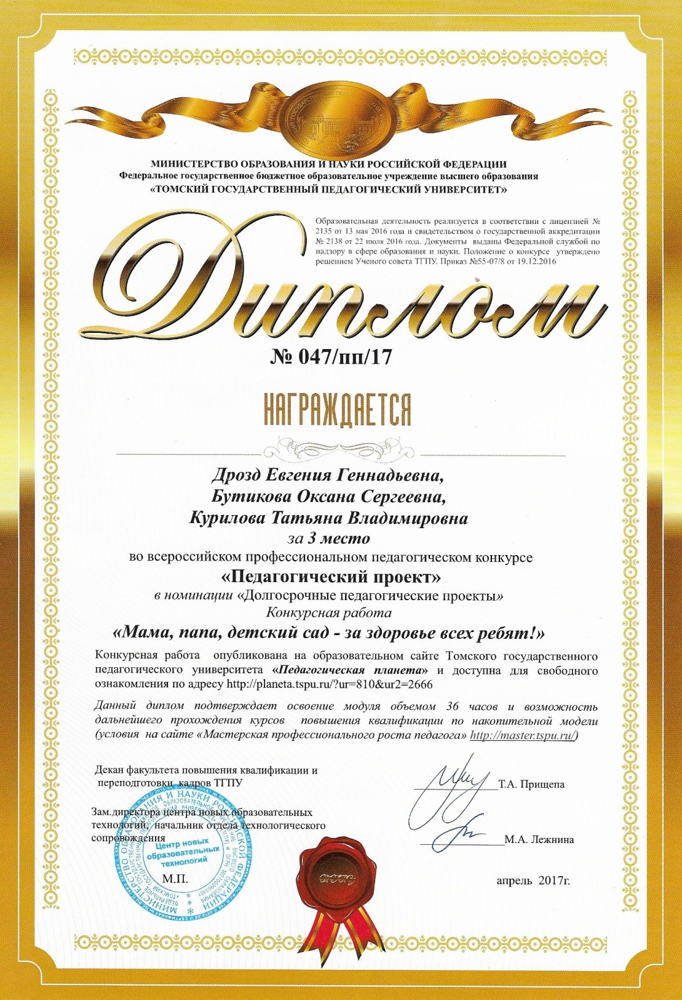 МИНИСТЕРСТВО ОБРАЗОВАНИЯ И НАУКИ РОССИЙСКОЙ ФЕДЕРАЦИИ
Федеральное государственное бюджетное образовательное учреждение высшего образования
«ТОМСКИЙ ГОСУДАРСТВЕННЫЙ ПЕДАГОГИЧЕСКИЙ УНИВЕРСИТЕТ»
Образовательная деятельность реализуется в соответствии с лицензией №
2135 от 13 мая 2016 года и свидетельством о государственной аккредитации
№ 2138 от 22 июля 2016 года. Документы выданы Федеральной службой по
надзору в сфере образования и науки. Положение о конкурсе утверждено
решением Ученого совета ТГПУ. Приказ №55-07/8 от 19.12.2016
Диплом
№ 047/пп/17
НАГРАЖДАЕТСЯ
Дрозд Евгения Геннадьевна,
Бутикова Оксана Сергеевна,
Курилова Татьяна Владимировна
за 3 место
во всероссийском профессиональном педагогическом конкурсе
«Педагогический проект»
в номинации «Долгосрочные педагогические проекты»
Конкурсная работа
«Мама, папа, детский сад - за здоровье всех ребят!»
Конкурсная работа опубликована на образовательном сайте Томского государственного
педагогического университета «Педагогическая планета» и доступна для свободного
ознакомления по адресу http://planeta.tspu.ru/?ur=810&ur2=2666
Данный диплом подтверждает освоение модуля объемом 36 часов и возможность
дальнейшего прохождения курсов повышения квалификации по накопительной модели
(условия на сайте «Мастерская профессионального роста педагога» http://master.tspu.ru/)
Декан факультета повышения квалификации и
переподготовки кадров ТГПУ
Т.А. Прищепа
Зам.директора центра новых образовательных
технологий, начальник отдела технологического
сопровождения
М.А. Лежнина
МИНИСТЕРСТВО ОБРАЗОВАНИЯ И НАУКИ РОССИЙСКОЙ ФЕДЕРАЦИИ
Центр новых
образовательных
технологий
М.П.
апрель 2017г.